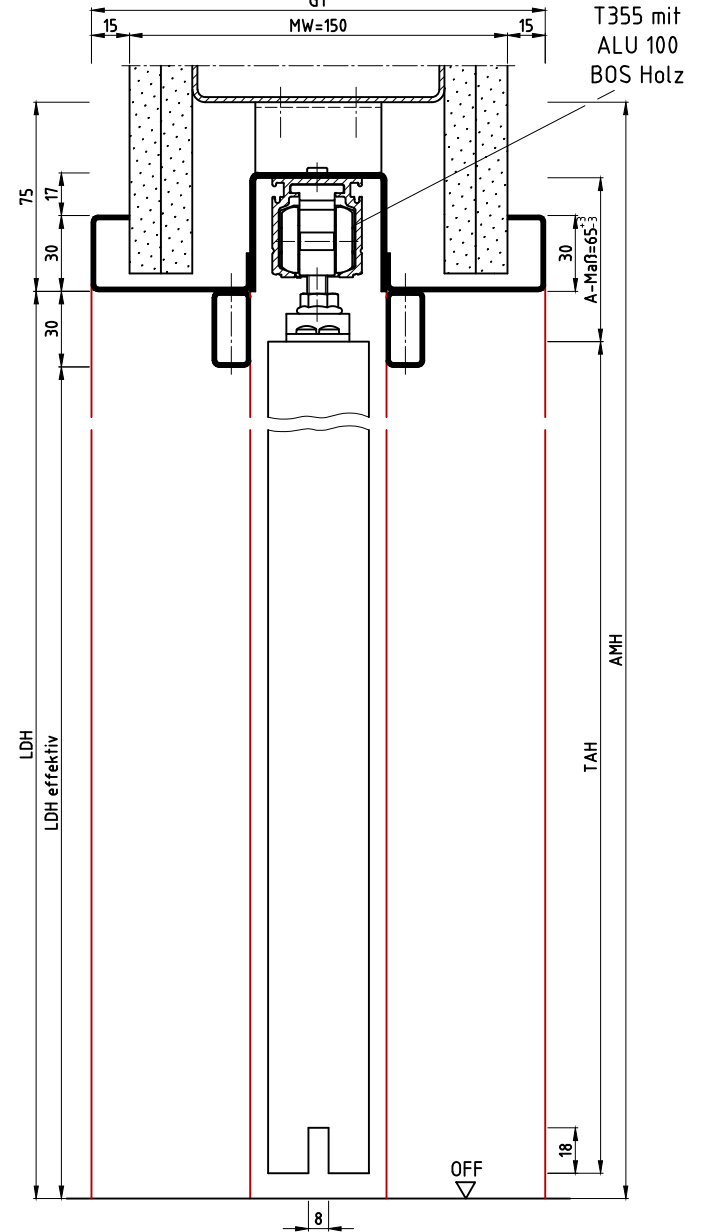 GT
T355 mit
ALU 100
BOS Holz
15
MW=150
15
75
17
30
30
30
A-Maß=65 +3 -3
LDH
LDH effektiv
TAH
AMH
18
OFF
8